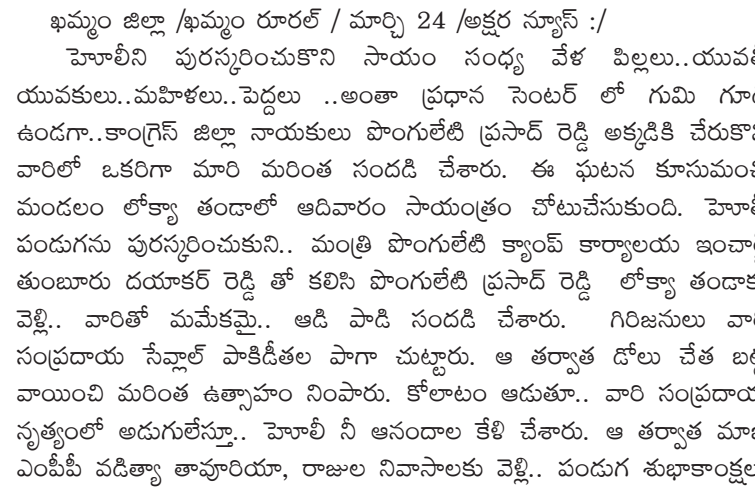 ఖమ్మం జిల్లా /ఖమ్మం రూరల్ / మార్చి 24 /అక్షర న్యూస్ :/
హెూలీని పురస్కరించుకొని సాయం సంధ్య వేళ పిల్లలు..యువతీ
యువకులు..మహిళలు..పెద్దలు ..అంతా ప్రధాన సెంటర్ లో గుమి
ఉండగా..కాంగ్రెస్ జిల్లా నాయకులు పొంగులేటి ప్రసాద్ రెడ్డి అక్కడికి
వారిలో ఒకరిగా మారి మరింత సందడి చేశారు. ఈ ఘటన
మండలం లోక్యా తండాలో ఆదివారం సాయంత్రం చోటుచేసుకుంది.
పండుగను పురస్కరించుకుని.. మంత్రి పొంగులేటి క్యాంప్ కార్యాలయ
తుంబూరు దయాకర్ రెడ్డి తో కలిసి పొంగులేటి ప్రసాద్ రెడ్డి లోక్యా
వెళ్లి.. వారితో మమేకమై.. ఆడి పాడి సందడి చేశారు. గిరిజనులు
సంప్రదాయ సేవ్లాల్ పాకిడీతల పాగా చుట్టారు. ఆ తర్వాత డోలు చేత
వాయించి మరింత ఉత్సాహం నింపారు. కోలాటం ఆడుతూ.. వారి సంప్రదాయ
నృత్యంలో అడుగులేస్తూ.. హెూలీ నీ ఆనందాల కేళి చేశారు. ఆ తర్వాత
ఎంపీపీ వడిత్యా తావూరియా, రాజుల నివాసాలకు వెళ్లి.. పండుగ